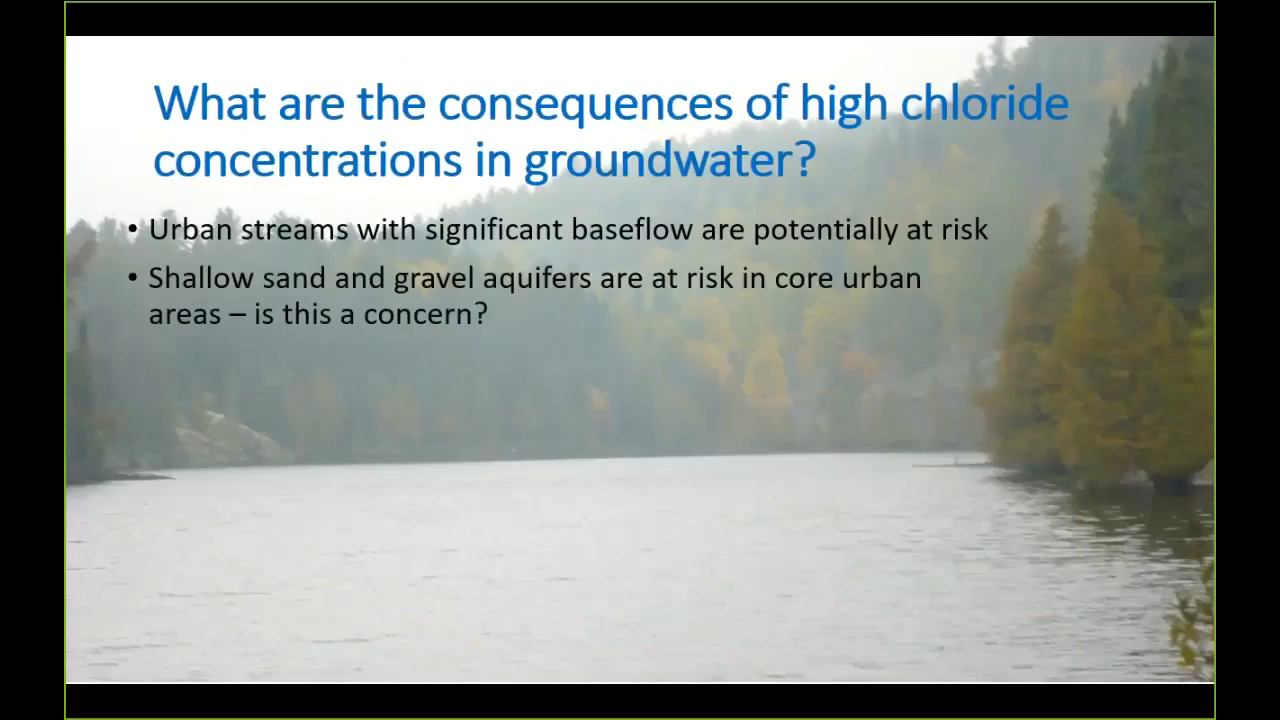 What are the consequences of high chloride
concentrations in groundwater?
• Urban streams with significant baseflow are potentially at risk
• Shallow sand and gravel aquifers are at risk in core urban
areas – is this a concern?